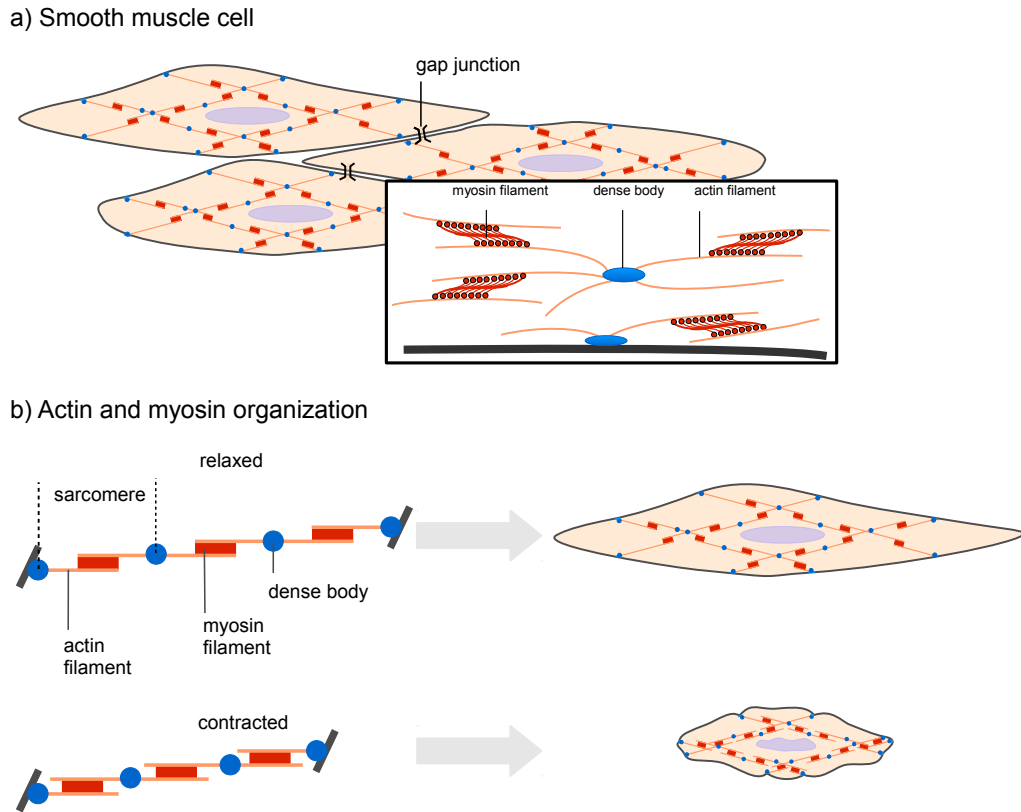 a) Smooth muscle cell
gap junction
myosin filament
dense body
actin filament
b) Actin and myosin organization
relaxed
sarcomere
dense body
myosin
filament
actin
filament
contracted